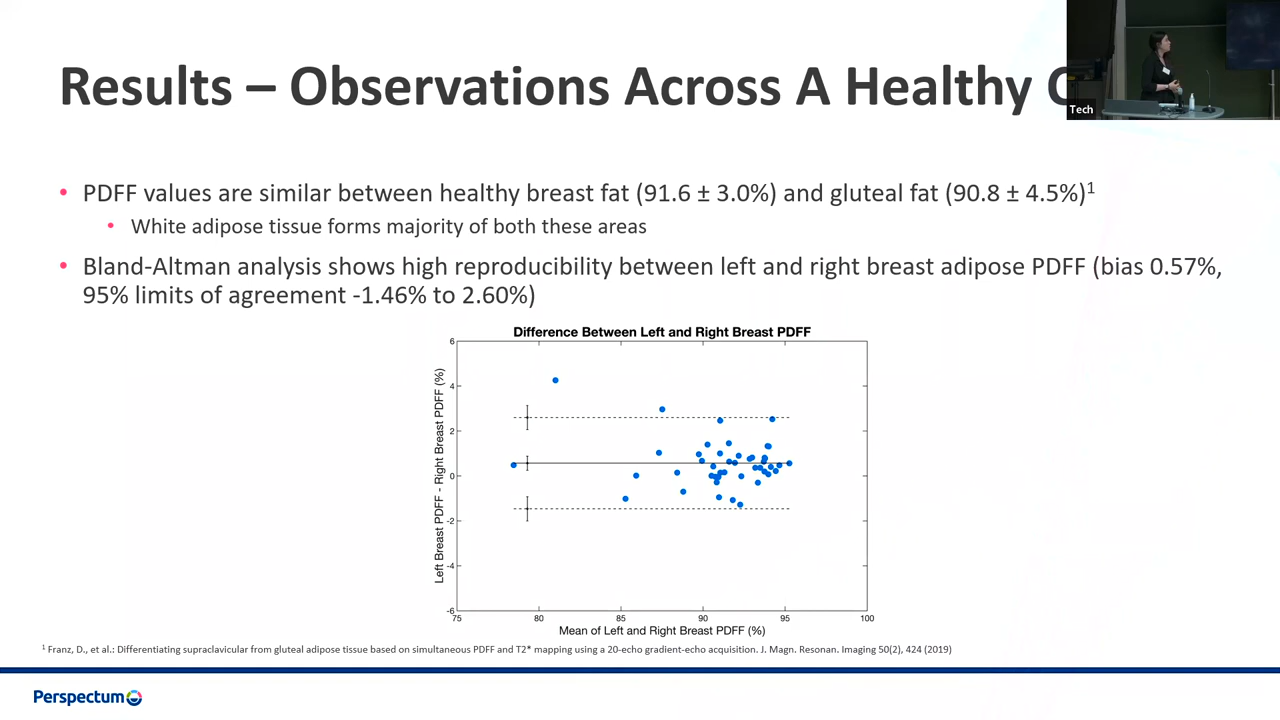 Results – Observations Across A Healthy
Tech
• PDFF values are similar between healthy breast fat (91.6 ± 3.0%) and gluteal fat (90.8 ± 4.5%)¹
• White adipose tissue forms majority of both these areas
• Bland-Altman analysis shows high reproducibility between left and right breast adipose PDFF (bias 0.57%,
95% limits of agreement -1.46% to 2.60%)
Difference Between Left and Right Breast PDFF
Left Breast PDFF - Right Breast PDFF (%)
6
4
2
0
-2
-4
-6
75 80 85 90 95 100
Mean of Left and Right Breast PDFF (%)
¹ Franz, D., et al.: Differentiating supraclavicular from gluteal adipose tissue based on simultaneous PDFF and T2* mapping using a 20-echo gradient-echo acquisition. J. Magn. Resonan. Imaging 50(2), 424 (2019)
Perspectum